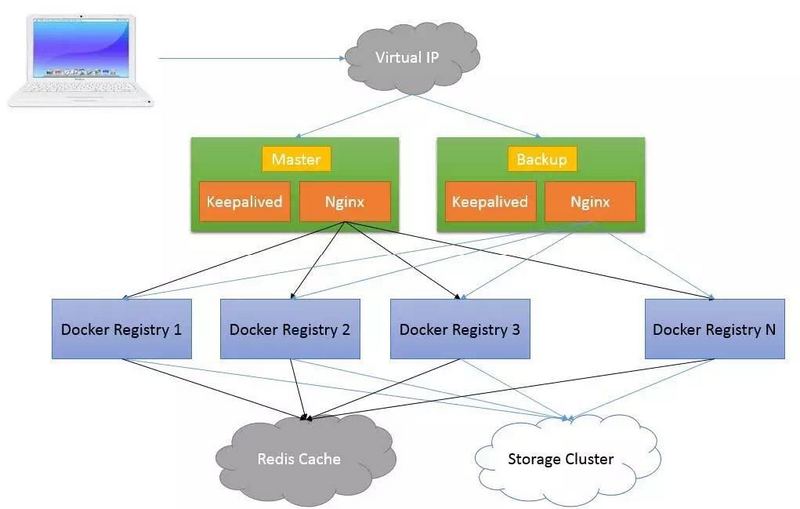 Virtual IP
Master
Backup
Keepalived
Nginx
Keepalived
Nginx
Docker Registry 1
Docker Registry 2
Docker Registry 3
Docker Registry N
Redis Cache
Storage Cluster